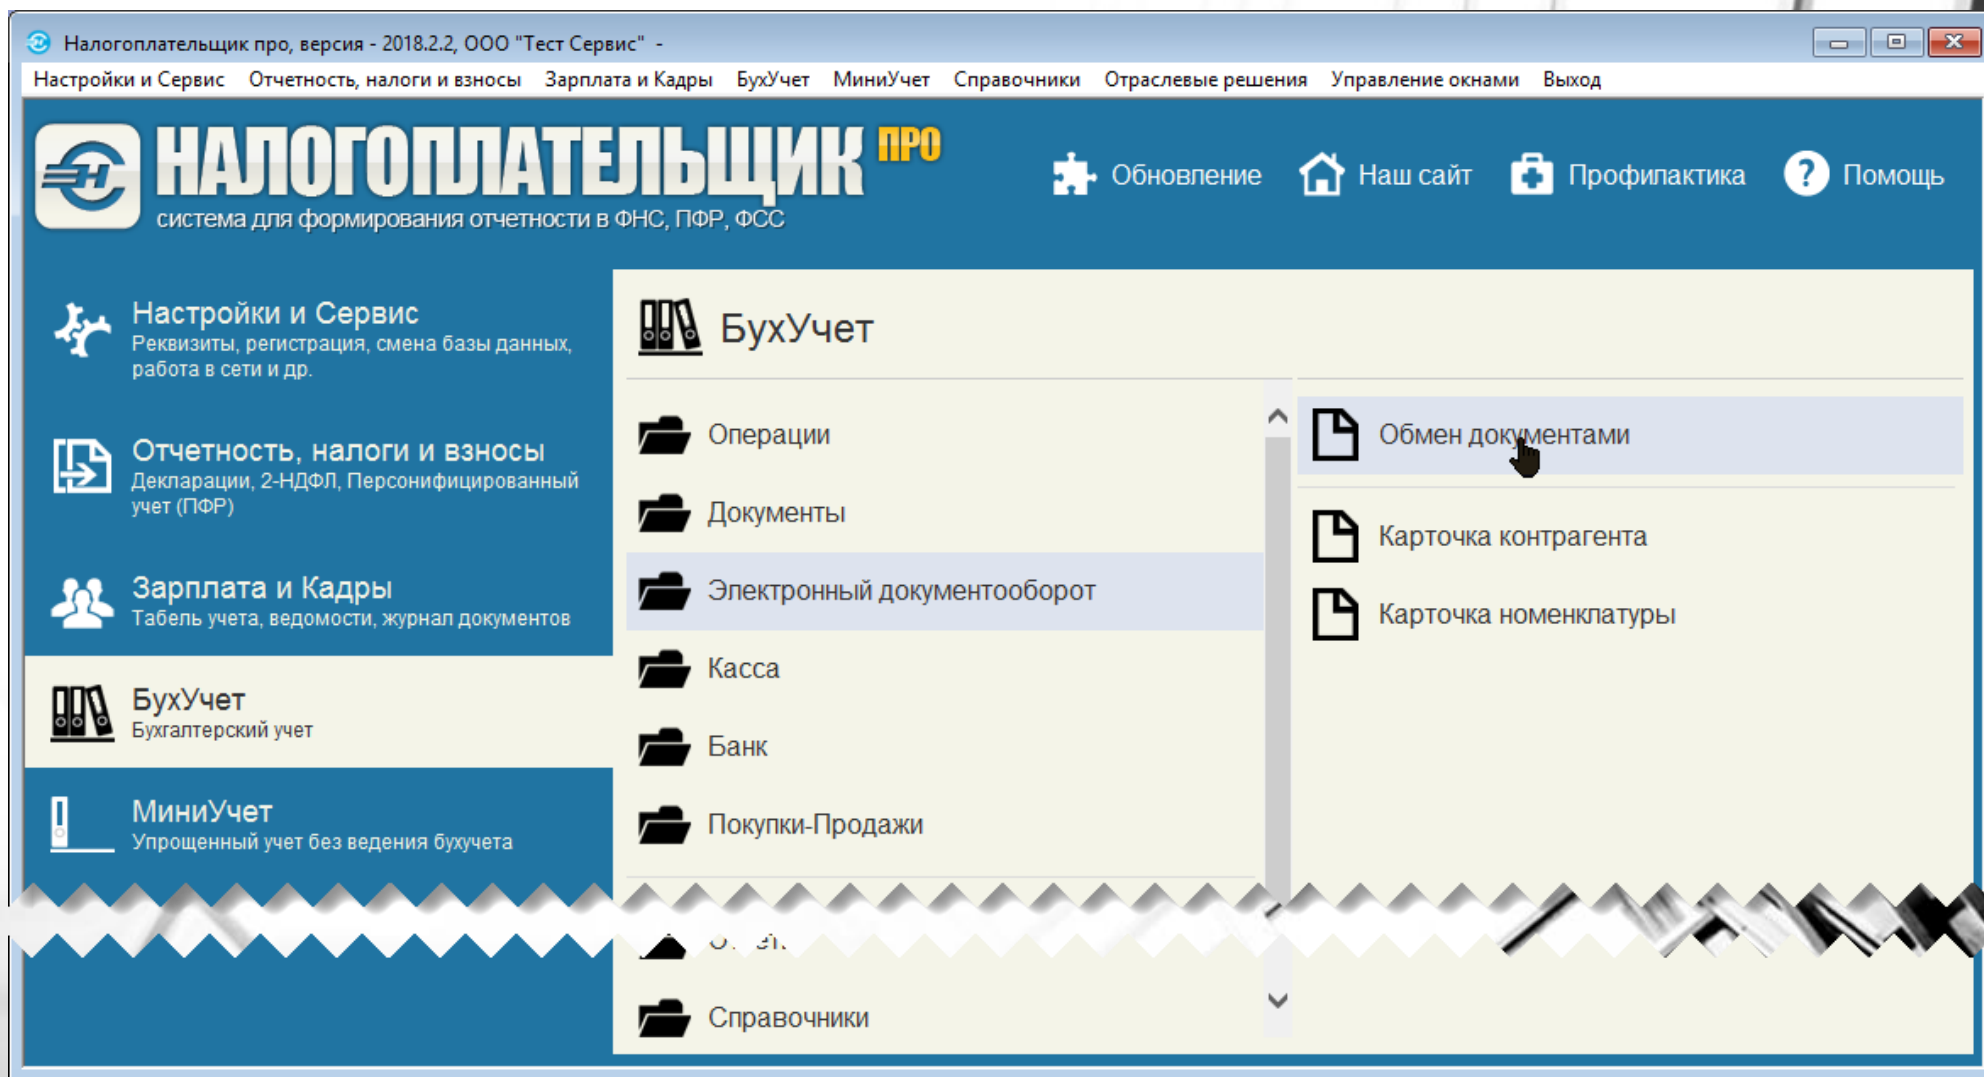 Налогоплательщик про, версия - 2018.2.2, ООО "Тест Сервис" -
Настройки и Сервис Отчетность, налоги и взносы Зарплата и Кадры БухУчет МиниУчет Справочники Отраслевые решения Управление окнами Выход
НАЛОГОПЛАТЕЛЬЩИК ПРО
система для формирования отчетности в ФНС, ПФР, ФСС
Обновление Наш сайт Профилактика Помощь
Настройки и Сервис
Реквизиты, регистрация, смена базы данных,
работа в сети и др.
Отчетность, налоги и взносы
Декларации, 2-НДФЛ, Персонифицированный
учет (ПФР)
Зарплата и Кадры
Табель учета, ведомости, журнал документов
БухУчет
Бухгалтерский учет
МиниУчет
Упрощенный учет без ведения бухучета
БухУчет
Операции
Документы
Электронный документооборот
Касса
Банк
Покупки-Продажи
Справочники
Обмен документами
Карточка контрагента
Карточка номенклатуры